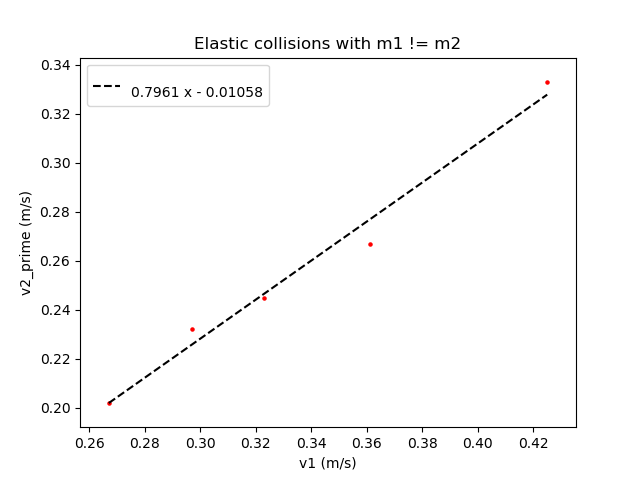 Elastic collisions with m1 != m2
0.7961 x - 0.01058
0.34
0.32
0.30
0.28
0.26
0.24
0.22
0.20
v2_prime (m/s)
0.26 0.28 0.30 0.32 0.34 0.36 0.38 0.40 0.42
v1 (m/s)